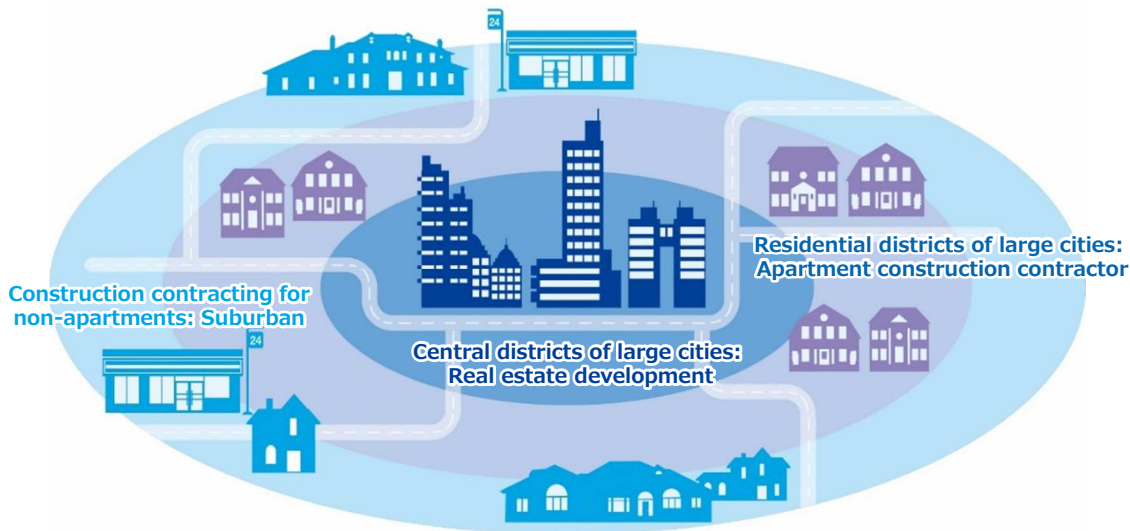 24
Residential districts of large cities:
Apartment construction contractor
Construction contracting for
non-apartments: Suburban
24
Central districts of large cities:
Real estate development